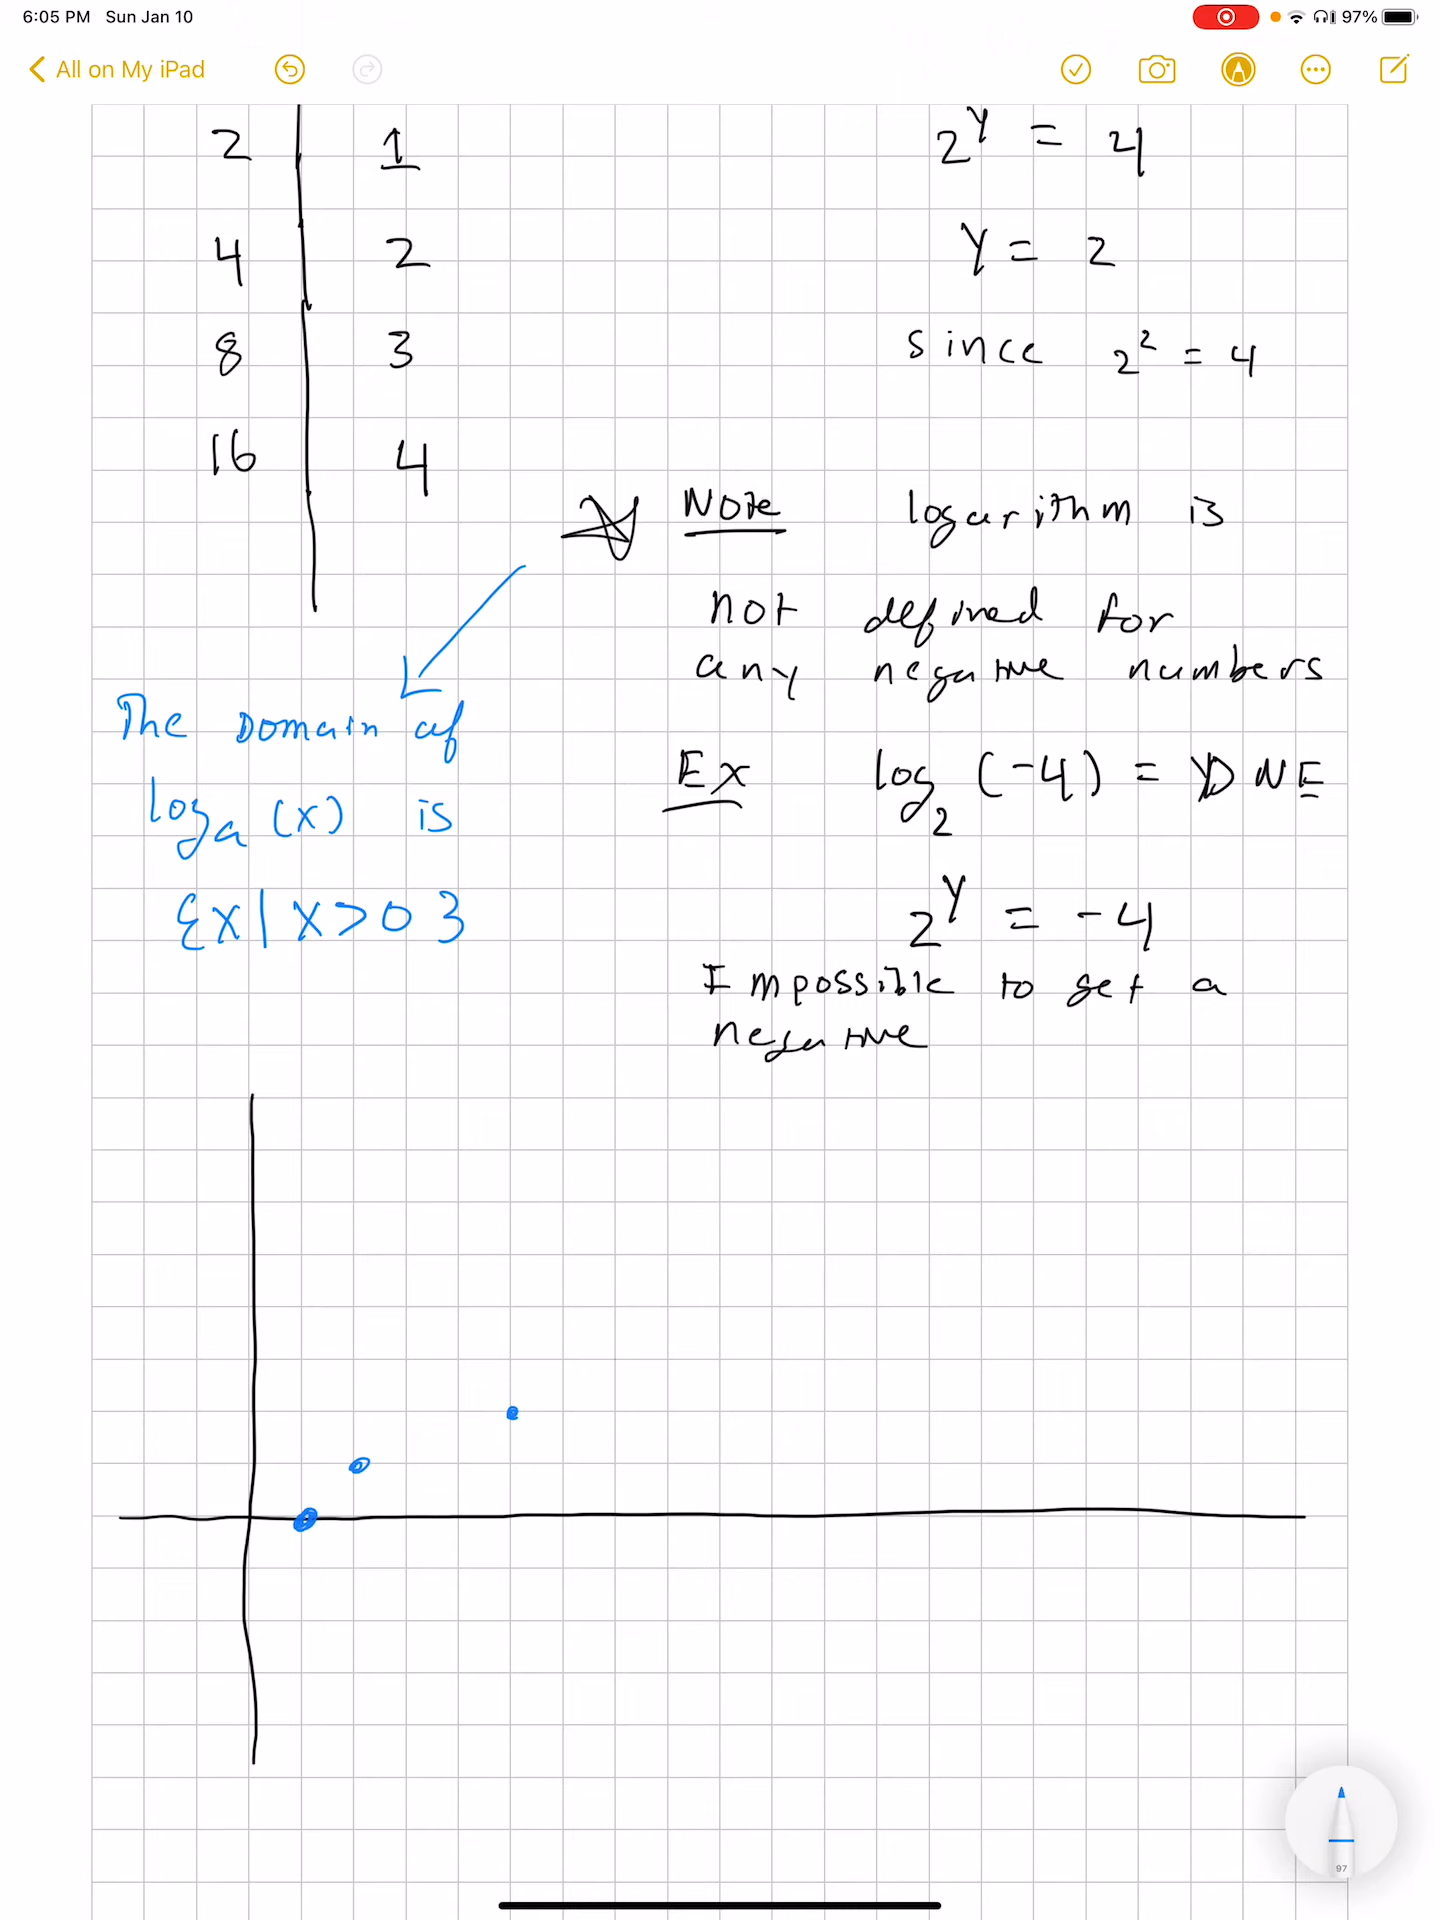 6:05 PM Sun Jan 10 97%
All on My iPad
2 1
4 2
8 3
16 4
2^Y = 4
Y = 2
since 2^2 = 4
Note logarithm is
not defined for
any negative numbers
Ex log_2 (-4) = DNE
2^Y = -4
Impossible to get a
negative
The Domain of
log_a (x) is
{x | x > 0}
97